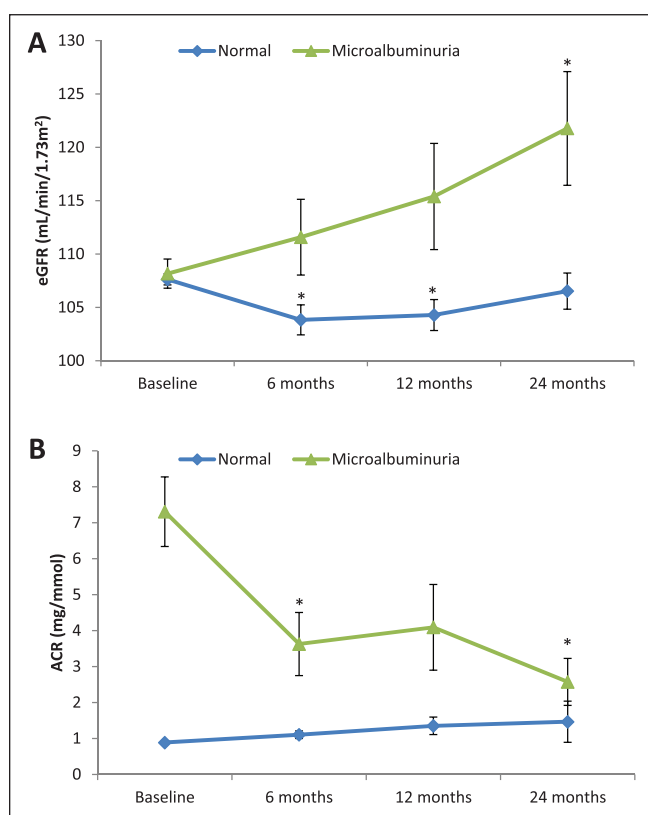 A
Normal
Microalbuminuria
130
125
120
115
110
105
100
eGFR (mL/min/1.73m²)
*
*
*
Baseline
6 months
12 months
24 months
B
Normal
Microalbuminuria
9
8
7
6
5
4
3
2
1
0
ACR (mg/mmol)
*
*
Baseline
6 months
12 months
24 months